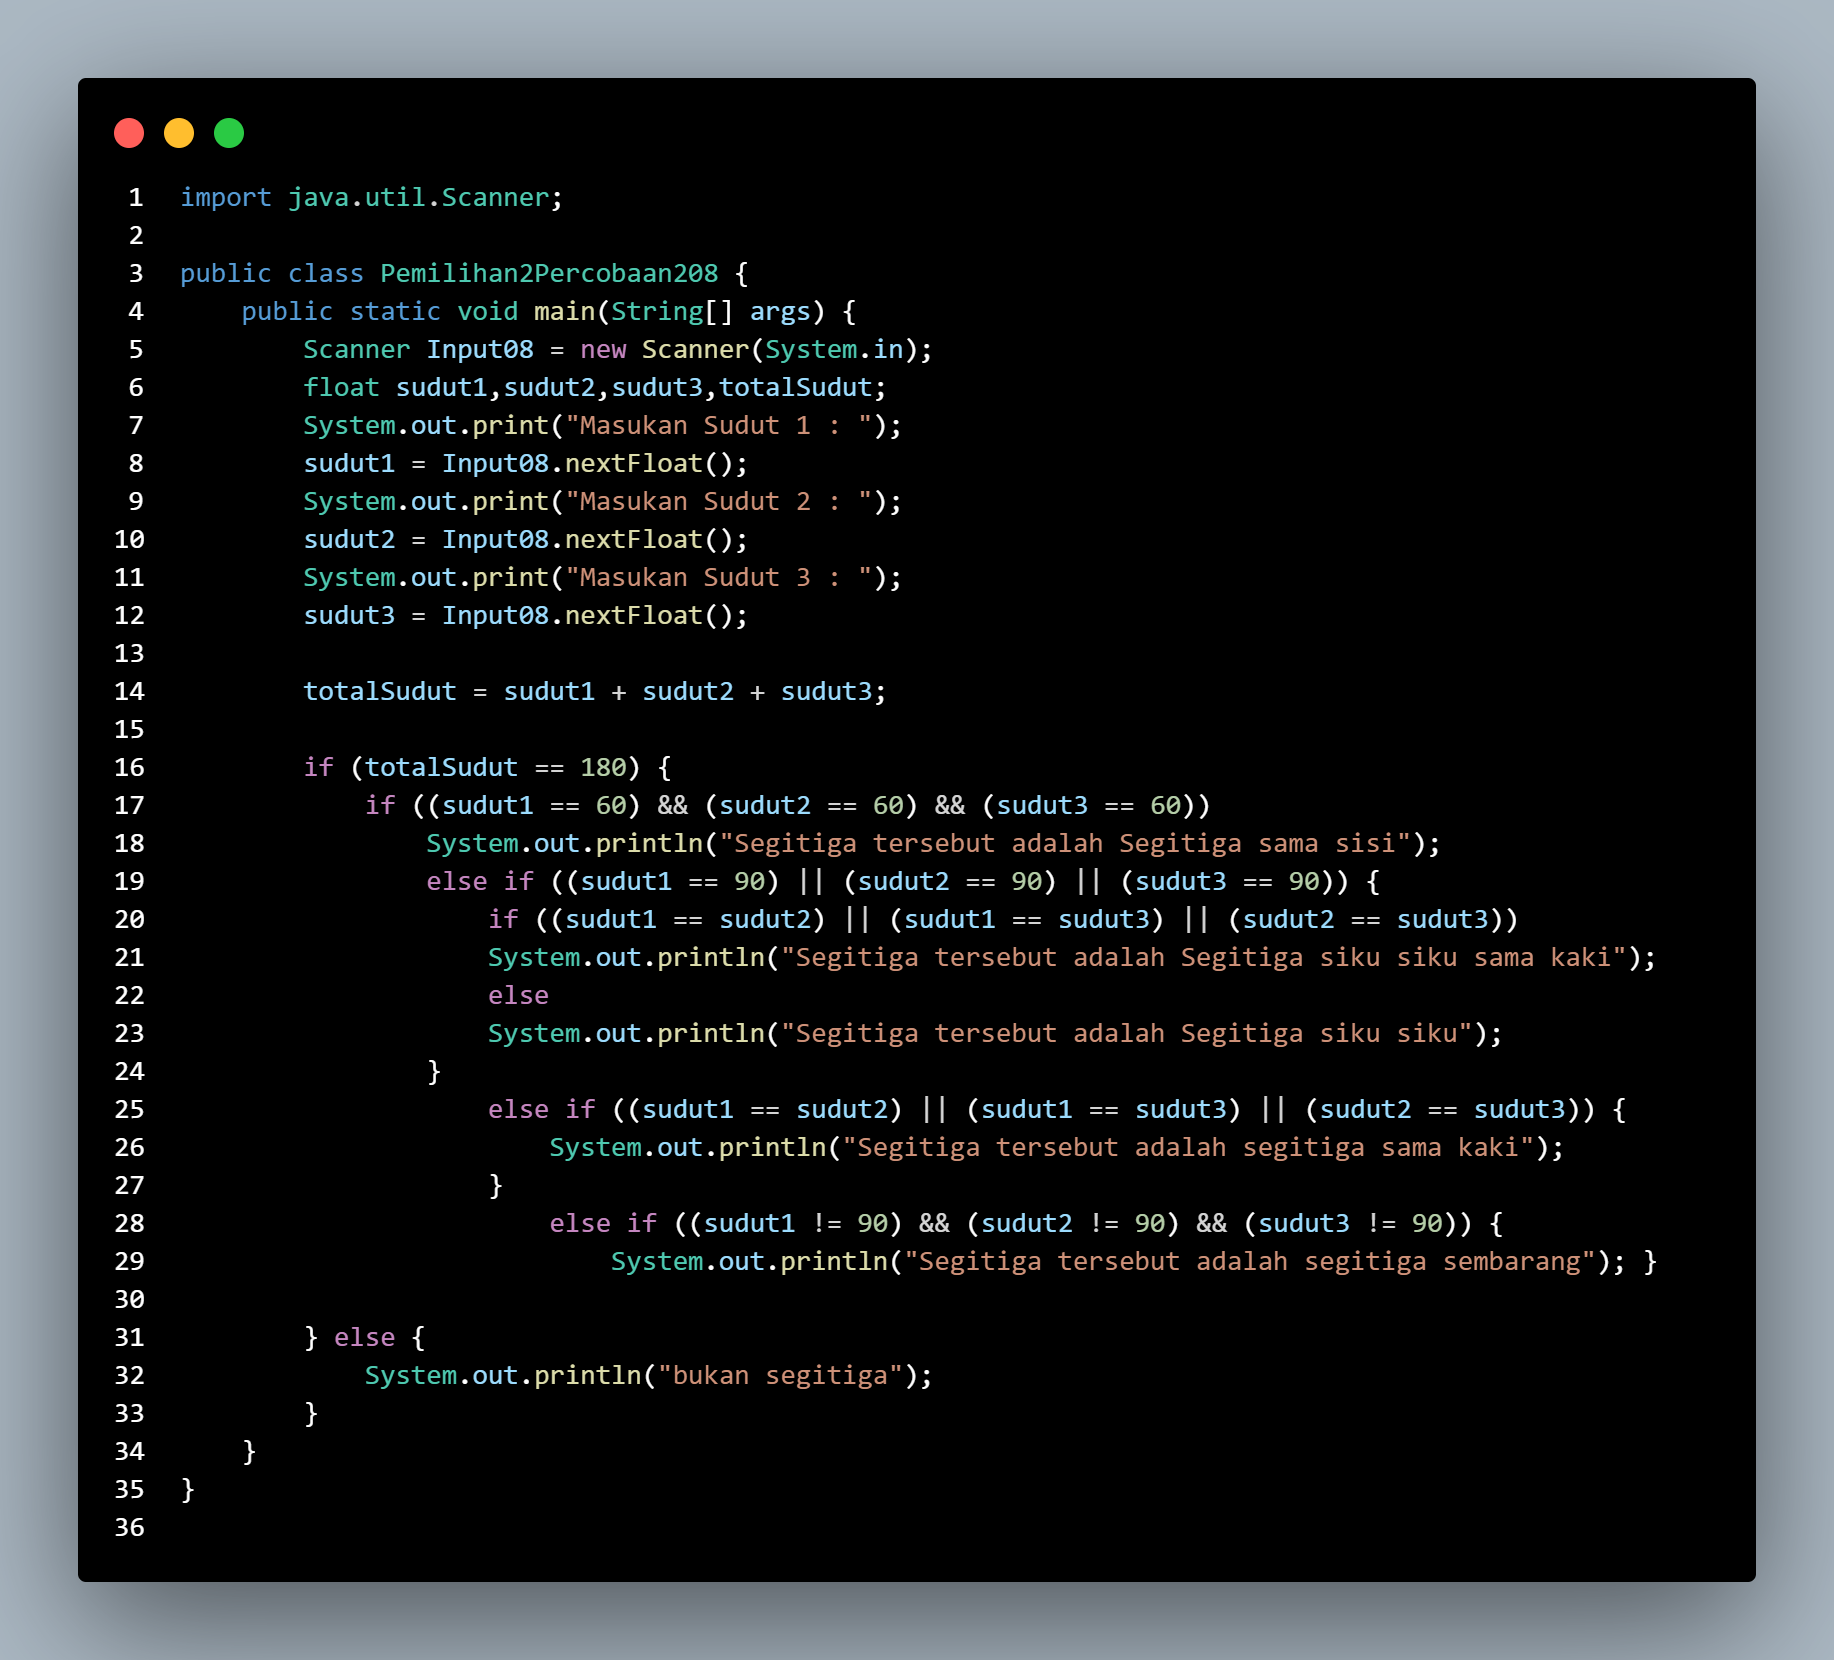 1 import java.util.Scanner;
2
3 public class Pemilihan2Percobaan208 {
4     public static void main(String[] args) {
5         Scanner Input08 = new Scanner(System.in);
6         float sudut1,sudut2,sudut3,totalSudut;
7         System.out.print("Masukan Sudut 1 : ");
8         sudut1 = Input08.nextFloat();
9         System.out.print("Masukan Sudut 2 : ");
10         sudut2 = Input08.nextFloat();
11         System.out.print("Masukan Sudut 3 : ");
12         sudut3 = Input08.nextFloat();
13
14         totalSudut = sudut1 + sudut2 + sudut3;
15
16         if (totalSudut == 180) {
17             if ((sudut1 == 60) && (sudut2 == 60) && (sudut3 == 60))
18                 System.out.println("Segitiga tersebut adalah Segitiga sama sisi");
19                 else if ((sudut1 == 90) || (sudut2 == 90) || (sudut3 == 90)) {
20                     if ((sudut1 == sudut2) || (sudut1 == sudut3) || (sudut2 == sudut3))
21                     System.out.println("Segitiga tersebut adalah Segitiga siku siku sama kaki");
22                     else
23                     System.out.println("Segitiga tersebut adalah Segitiga siku siku");
24                 }
25                     else if ((sudut1 == sudut2) || (sudut1 == sudut3) || (sudut2 == sudut3)) {
26                         System.out.println("Segitiga tersebut adalah segitiga sama kaki");
27                     }
28                         else if ((sudut1 != 90) && (sudut2 != 90) && (sudut3 != 90)) {
29                             System.out.println("Segitiga tersebut adalah segitiga sembarang"); }
30
31         } else {
32             System.out.println("bukan segitiga");
33         }
34     }
35 }
36